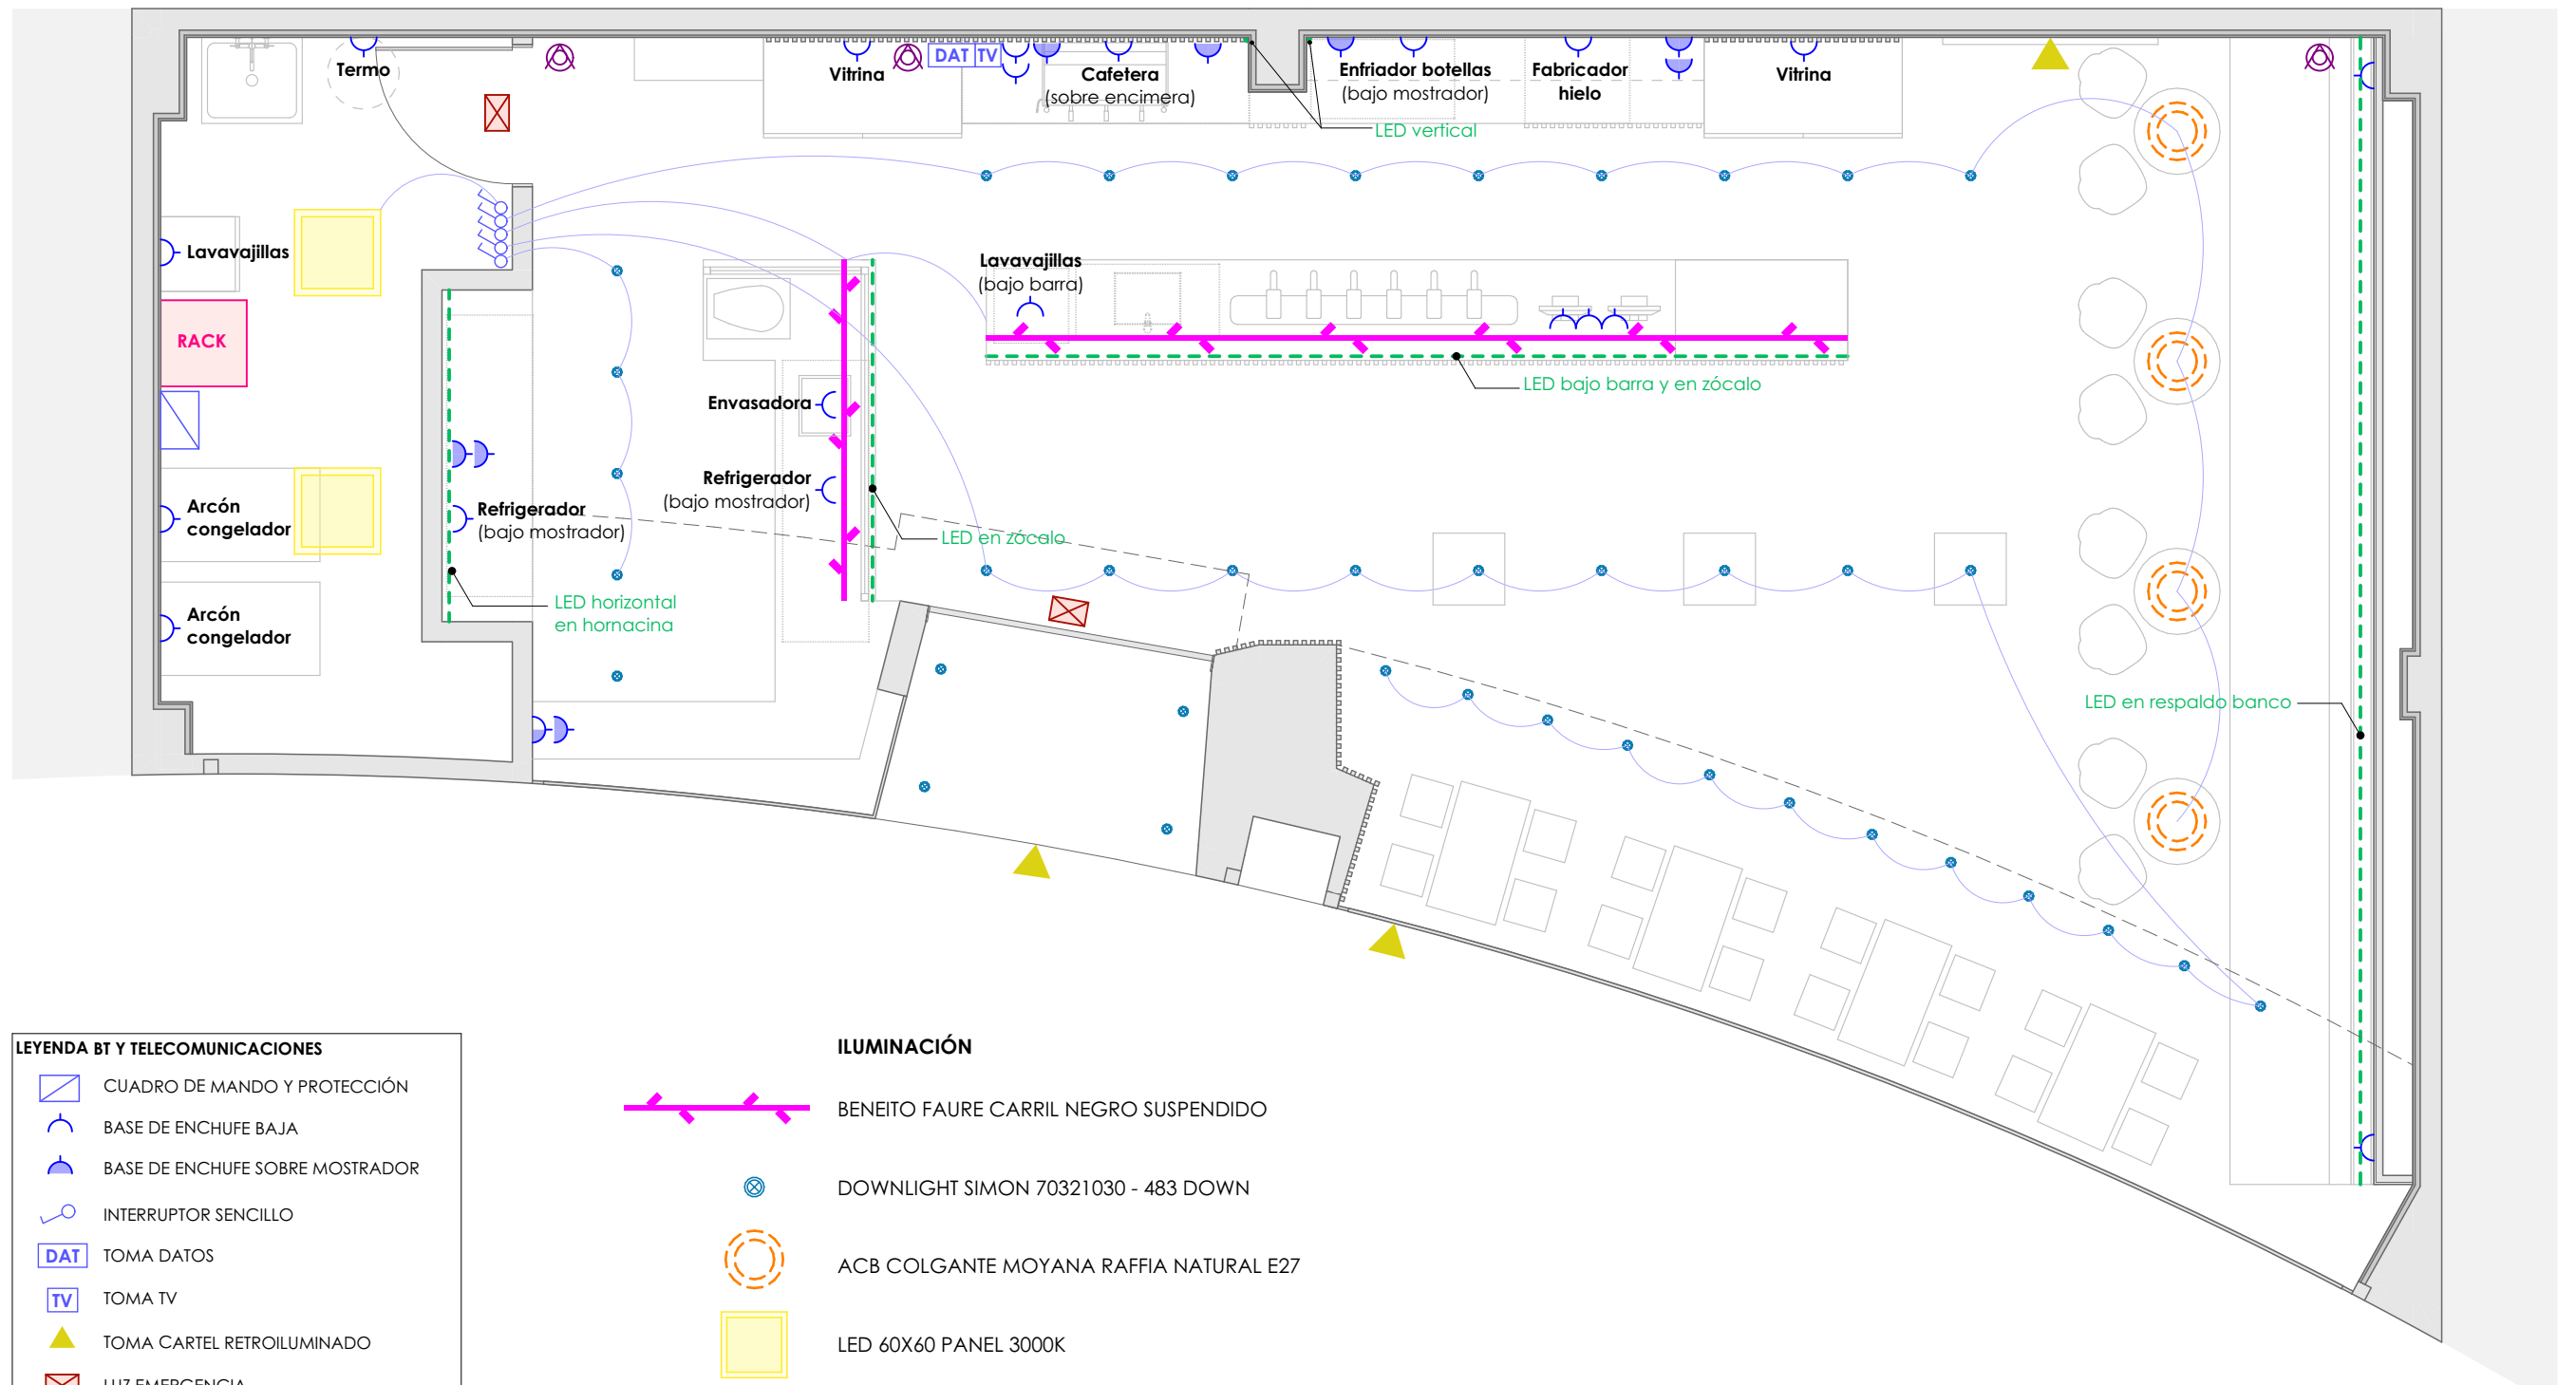 Termo
Vitrina
DAT TV
Cafetera
(sobre encimera)
Enfriador botellas
(bajo mostrador)
Fabricador
hielo
Vitrina
LED vertical
Lavavajillas
Lavavajillas
(bajo barra)
RACK
LED bajo barra y en zócalo
Envasadora
Refrigerador
(bajo mostrador)
Arcón
congelador
Refrigerador
(bajo mostrador)
LED en zócalo
LED horizontal
en hornacina
Arcón
congelador
LED en respaldo banco
LEYENDA BT Y TELECOMUNICACIONES
CUADRO DE MANDO Y PROTECCIÓN
BASE DE ENCHUFE BAJA
BASE DE ENCHUFE SOBRE MOSTRADOR
INTERRUPTOR SENCILLO
DAT TOMA DATOS
TV TOMA TV
TOMA CARTEL RETROILUMINADO
LUZ EMERGENCIA
ILUMINACIÓN
BENEITO FAURE CARRIL NEGRO SUSPENDIDO
DOWNLIGHT SIMON 70321030 - 483 DOWN
ACB COLGANTE MOYANA RAFFIA NATURAL E27
LED 60X60 PANEL 3000K